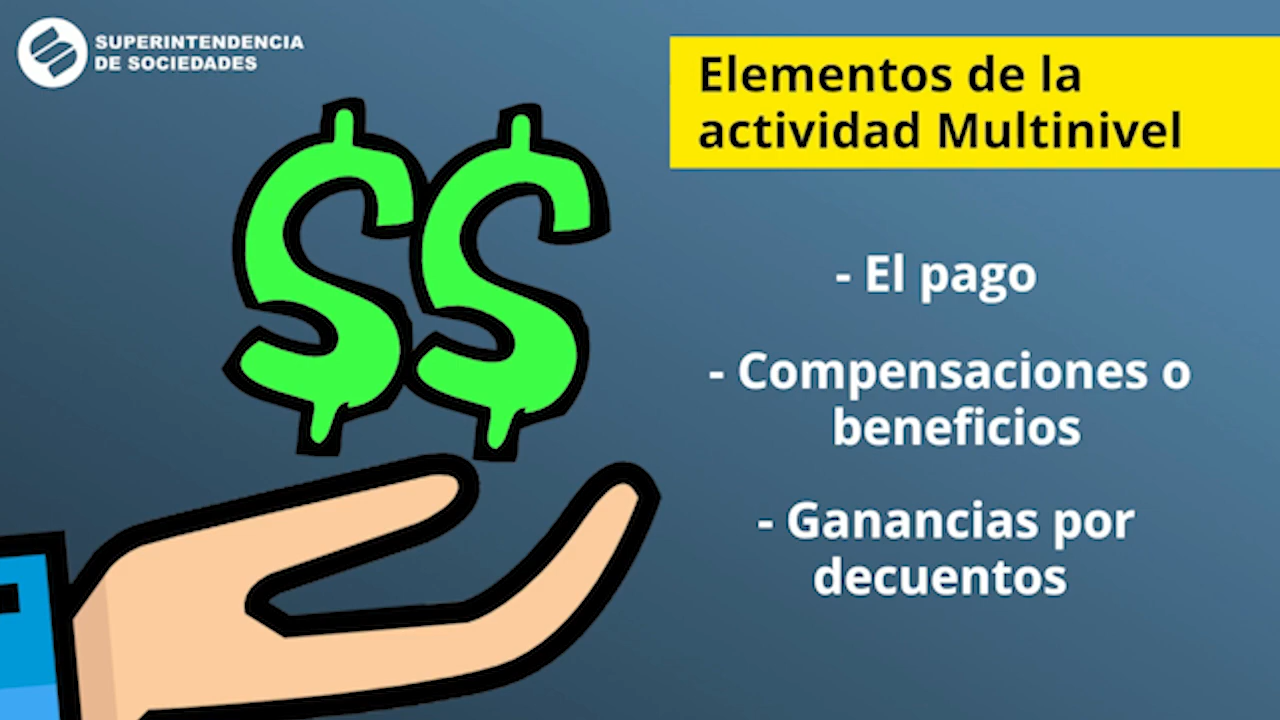 SUPERINTENDENCIA
DE SOCIEDADES
Elementos de la
actividad Multinivel
- El pago
- Compensaciones o
beneficios
- Ganancias por
decuentos